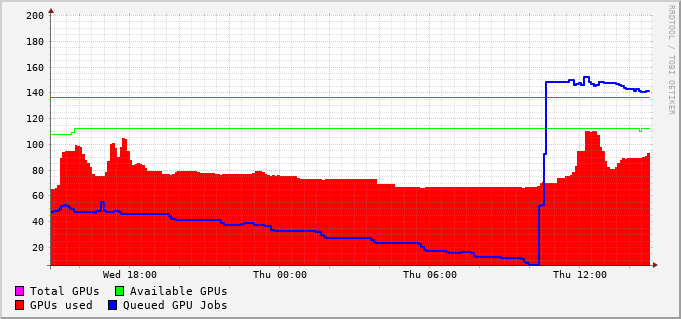 200
180
160
140
120
100
80
60
40
20
Wed 18:00 Thu 00:00 Thu 06:00 Thu 12:00
Total GPUs Available GPUs
GPUs used Queued GPU Jobs
RRDTOOL / TOBI OETIKER